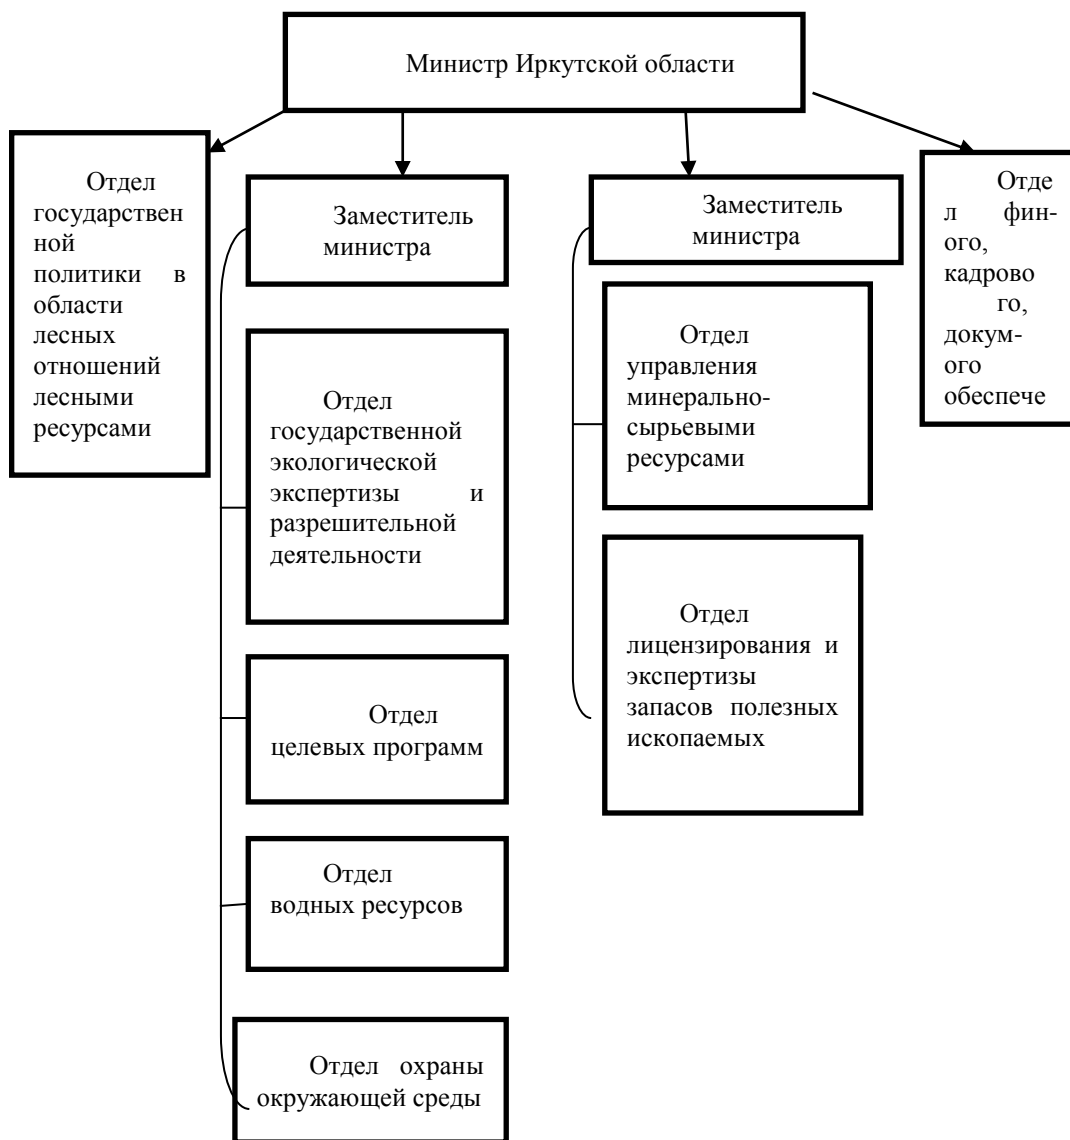 Министр Иркутской области
Отдел
государствен
ной
политики в
области
лесных
отношений
лесными
ресурсами
Заместитель
министра
Заместитель
министра
Отде
л фин-
ого,
кадрово
го,
докум-
ого
обеспече
Отдел
государственной
экологической
экспертизы и
разрешительной
деятельности
Отдел
управления
минерально-
сырьевыми
ресурсами
Отдел
лицензирования и
экспертизы
запасов полезных
ископаемых
Отдел
целевых программ
Отдел
водных ресурсов
Отдел охраны
окружающей среды